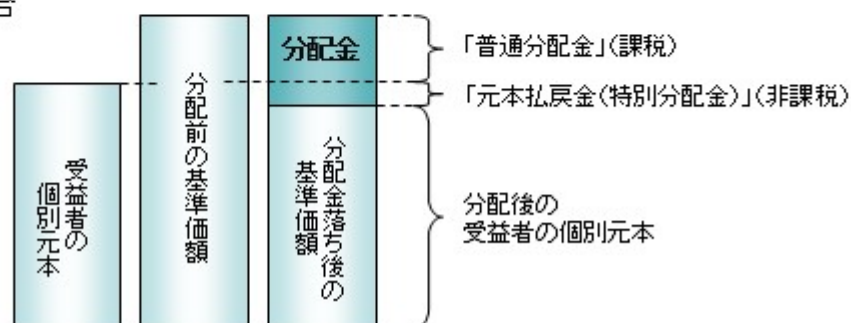 分配金
「普通分配金」(課税)
「元本払戻金(特別分配金)」(非課税)
受益者の
個別元本
分配前の基準価額
分配金落ち後の
基準価額
分配後の
受益者の個別元本